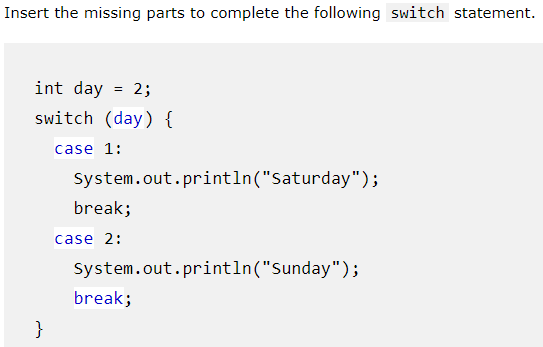 Insert the missing parts to complete the following switch statement.
int day = 2;
switch (day) {
case 1:
System.out.println("Saturday");
break;
case 2:
System.out.println("Sunday");
break;
}